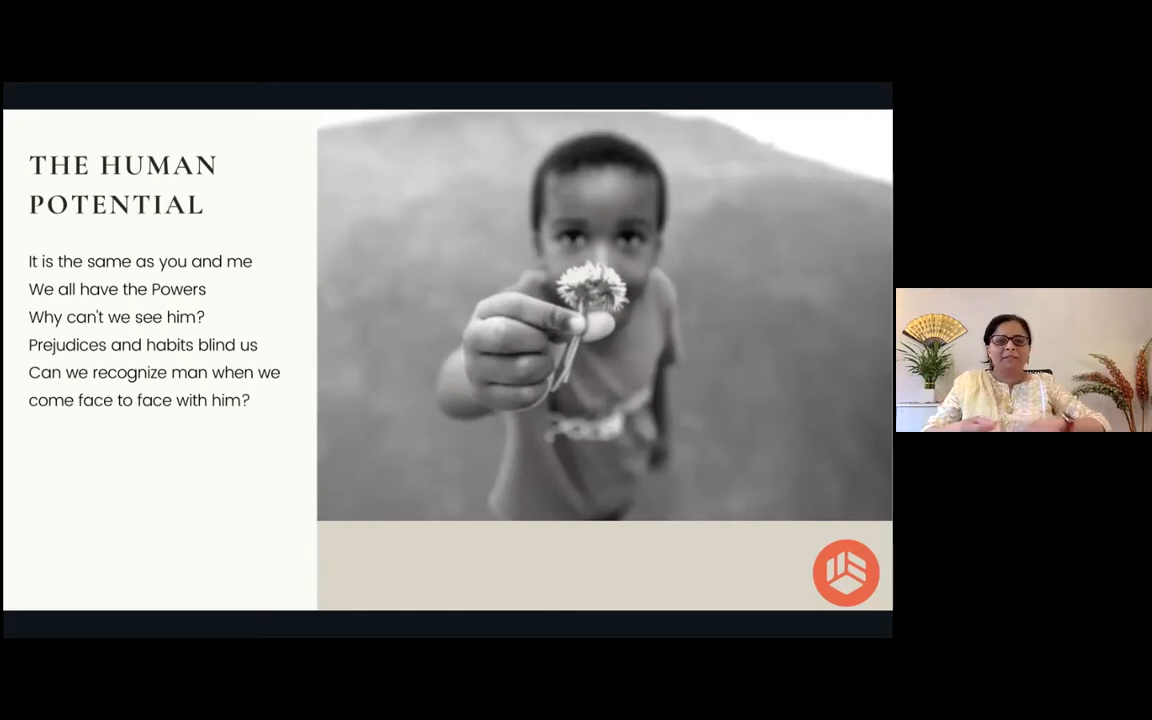 THE HUMAN
POTENTIAL
It is the same as you and me
We all have the Powers
Why can't we see him?
Prejudices and habits blind us
Can we recognize man when we
come face to face with him?